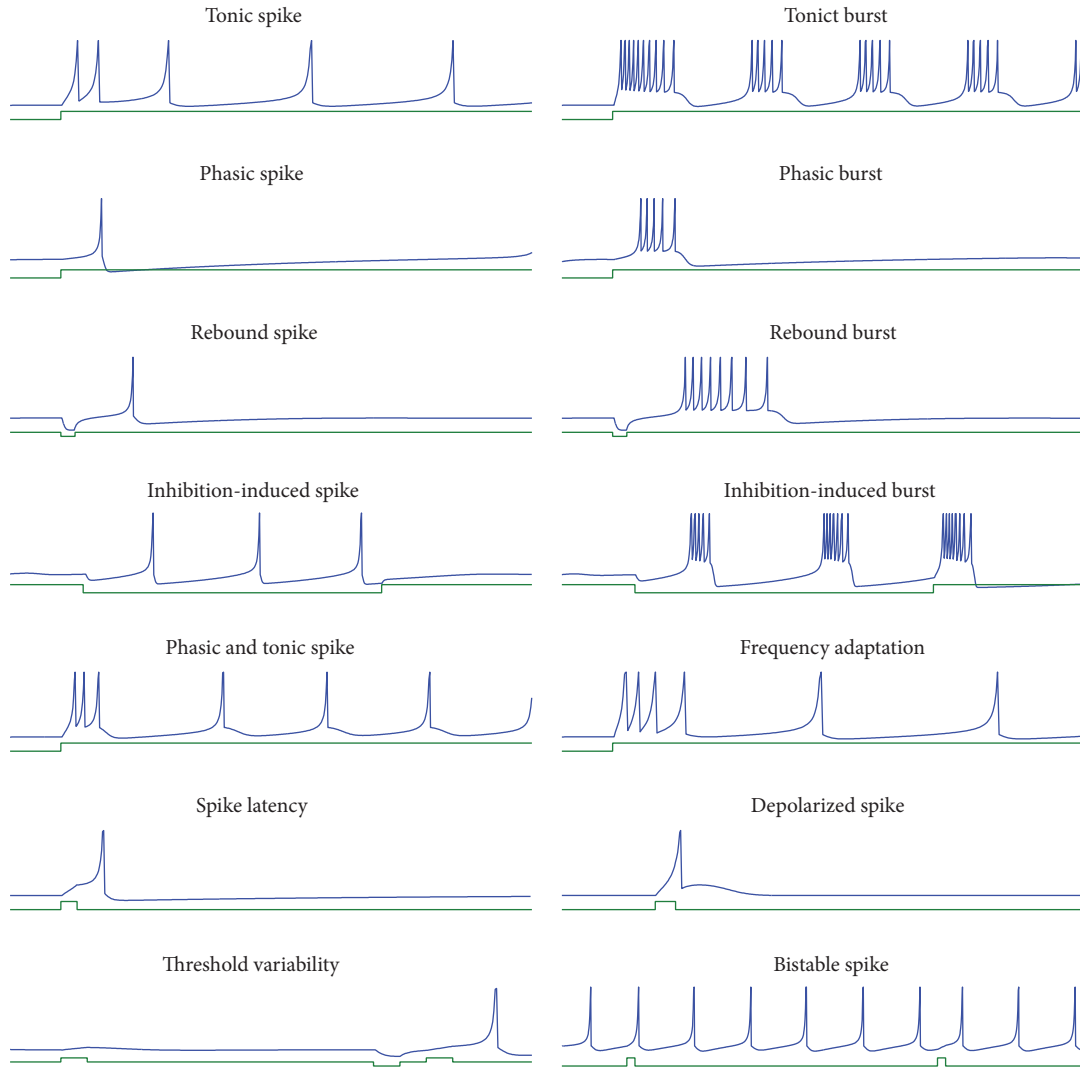 Tonic spike
Tonict burst
Phasic spike
Phasic burst
Rebound spike
Rebound burst
Inhibition-induced spike
Inhibition-induced burst
Phasic and tonic spike
Frequency adaptation
Spike latency
Depolarized spike
Threshold variability
Bistable spike